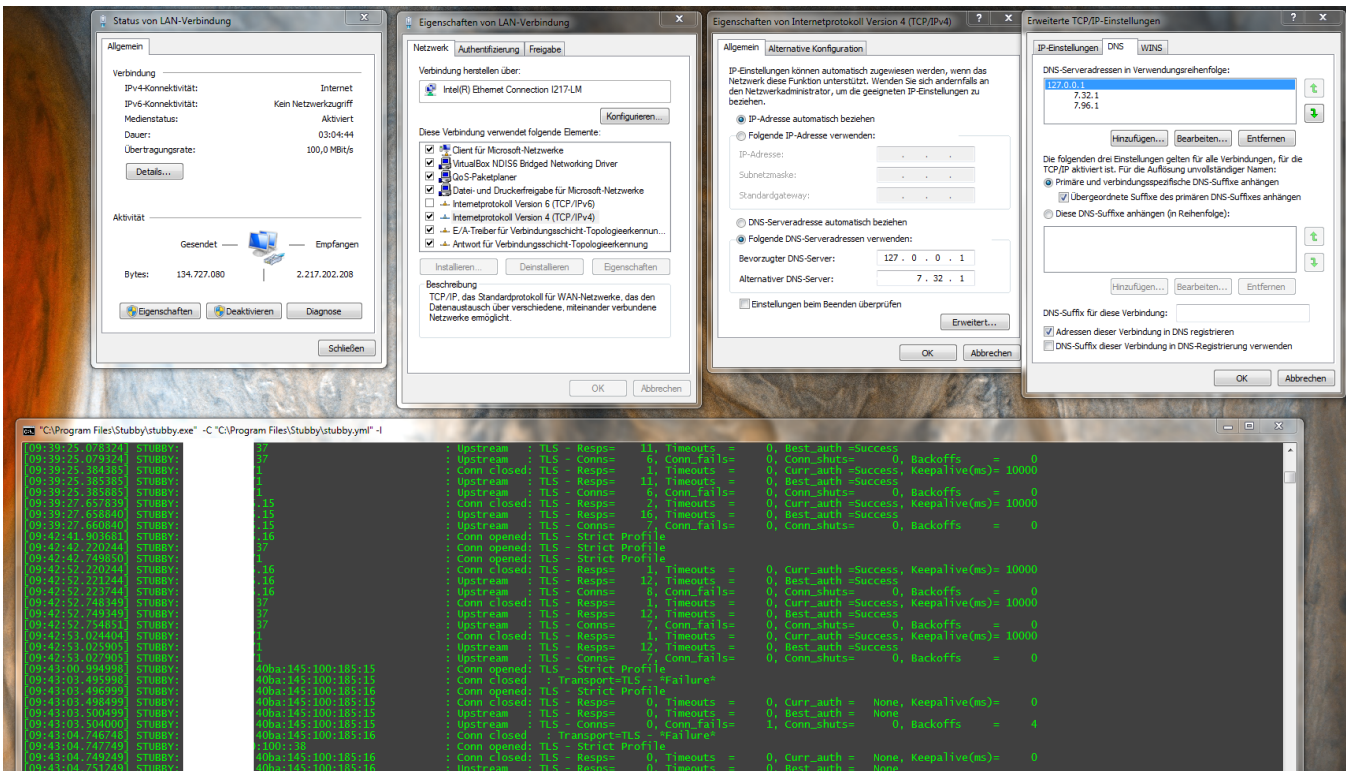 Status von LAN-Verbindung
Allgemein
Verbindung
IPv4-Konnektivität: Internet
IPv6-Konnektivität: Kein Netzwerkzugriff
Medienstatus: Aktiviert
Dauer: 03:04:44
Übertragungsrate: 100,0 MBit/s
Details...
Aktivität
Gesendet Empfangen
Bytes: 134.727.080 2.217.202.208
Eigenschaften Deaktivieren Diagnose
Schließen
Eigenschaften von LAN-Verbindung
Netzwerk Authentifizierung Freigabe
Verbindung herstellen über:
Intel(R) Ethernet Connection I217-LM
Konfigurieren...
Diese Verbindung verwendet folgende Elemente:
Client für Microsoft-Netzwerke
VirtualBox NDIS6 Bridged Networking Driver
QoS-Paketplaner
Datei- und Druckerfreigabe für Microsoft-Netzwerke
Internetprotokoll Version 6 (TCP/IPv6)
Internetprotokoll Version 4 (TCP/IPv4)
E/A-Treiber für Verbindungsschicht-Topologieerkennun...
Antwort für Verbindungsschicht-Topologieerkennung
Installieren... Deinstallieren Eigenschaften
Beschreibung
TCP/IP, das Standardprotokoll für WAN-Netzwerke, das den
Datenaustausch über verschiedene, miteinander verbundene
Netzwerke ermöglicht.
OK Abbrechen
Eigenschaften von Internetprotokoll Version 4 (TCP/IPv4)
Allgemein Alternative Konfiguration
IP-Einstellungen können automatisch zugewiesen werden, wenn das
Netzwerk diese Funktion unterstützt. Wenden Sie sich andernfalls an
den Netzwerkadministrator, um die geeigneten IP-Einstellungen zu
beziehen.
IP-Adresse automatisch beziehen
Folgende IP-Adresse verwenden:
IP-Adresse:
Subnetzmaske:
Standardgateway:
DNS-Serveradresse automatisch beziehen
Folgende DNS-Serveradressen verwenden:
Bevorzugter DNS-Server: 127 . 0 . 0 . 1
Alternativer DNS-Server: 7 . 32 . 1
Einstellungen beim Beenden überprüfen
Erweitert...
OK Abbrechen
Erweiterte TCP/IP-Einstellungen
IP-Einstellungen DNS WINS
DNS-Serveradressen in Verwendungsreihenfolge:
127.0.0.1
7.32.1
7.96.1
Hinzufügen... Bearbeiten... Entfernen
Die folgenden drei Einstellungen gelten für alle Verbindungen, für die
TCP/IP aktiviert ist. Für die Auflösung unvollständiger Namen:
Primäre und verbindungsspezifische DNS-Suffixe anhängen
Übergeordnete Suffixe des primären DNS-Suffixes anhängen
Diese DNS-Suffixe anhängen (in Reihenfolge):
Hinzufügen... Bearbeiten... Entfernen
DNS-Suffix für diese Verbindung:
Adressen dieser Verbindung in DNS registrieren
DNS-Suffix dieser Verbindung in DNS-Registrierung verwenden
OK Abbrechen
"C:\Program Files\Stubby\stubby.exe" -C "C:\Program Files\Stubby\stubby.yml" -l
[09:39:25.078324] STUBBY: 37 : Upstream : TLS - Resps= 11, Timeouts = 0, Best_auth =Success
[09:39:25.079324] STUBBY: 37 : Upstream : TLS - Conns= 6, Conn_fails= 0, Conn_shuts= 0, Backoffs = 0
[09:39:25.384385] STUBBY: 1 : Conn closed: TLS - Resps= 1, Timeouts = 0, Curr_auth =Success, Keepalive(ms)= 10000
[09:39:25.385385] STUBBY: 1 : Upstream : TLS - Resps= 11, Timeouts = 0, Best_auth =Success
[09:39:25.385885] STUBBY: 1 : Upstream : TLS - Conns= 6, Conn_fails= 0, Conn_shuts= 0, Backoffs = 0
[09:39:27.657839] STUBBY: .15 : Conn closed: TLS - Resps= 2, Timeouts = 0, Curr_auth =Success, Keepalive(ms)= 10000
[09:39:27.658840] STUBBY: .15 : Upstream : TLS - Resps= 16, Timeouts = 0, Best_auth =Success
[09:39:27.660840] STUBBY: .15 : Upstream : TLS - Conns= 7, Conn_fails= 0, Conn_shuts= 0, Backoffs = 0
[09:42:41.903681] STUBBY: .16 : Conn opened: TLS - Strict Profile
[09:42:42.220244] STUBBY: 37 : Conn opened: TLS - Strict Profile
[09:42:42.749850] STUBBY: 1 : Conn opened: TLS - Strict Profile
[09:42:52.220244] STUBBY: .16 : Conn closed: TLS - Resps= 1, Timeouts = 0, Curr_auth =Success, Keepalive(ms)= 10000
[09:42:52.221244] STUBBY: .16 : Upstream : TLS - Resps= 12, Timeouts = 0, Best_auth =Success
[09:42:52.223744] STUBBY: .16 : Upstream : TLS - Conns= 8, Conn_fails= 0, Conn_shuts= 0, Backoffs = 0
[09:42:52.748349] STUBBY: 37 : Conn closed: TLS - Resps= 1, Timeouts = 0, Curr_auth =Success, Keepalive(ms)= 10000
[09:42:52.749349] STUBBY: 37 : Upstream : TLS - Resps= 12, Timeouts = 0, Best_auth =Success
[09:42:52.754851] STUBBY: 37 : Upstream : TLS - Conns= 7, Conn_fails= 0, Conn_shuts= 0, Backoffs = 0
[09:42:53.024404] STUBBY: 1 : Conn closed: TLS - Resps= 1, Timeouts = 0, Curr_auth =Success, Keepalive(ms)= 10000
[09:42:53.025905] STUBBY: 1 : Upstream : TLS - Resps= 12, Timeouts = 0, Best_auth =Success
[09:42:53.027905] STUBBY: 1 : Upstream : TLS - Conns= 7, Conn_fails= 0, Conn_shuts= 0, Backoffs = 0
[09:43:00.994998] STUBBY: 40ba:145:100:185:15 : Conn opened: TLS - Strict Profile
[09:43:03.495998] STUBBY: 40ba:145:100:185:15 : Conn closed : Transport=TLS - *Failure*
[09:43:03.496999] STUBBY: 40ba:145:100:185:16 : Conn opened: TLS - Strict Profile
[09:43:03.498499] STUBBY: 40ba:145:100:185:15 : Conn closed: TLS - Resps= 0, Timeouts = 0, Curr_auth = None, Keepalive(ms)= 0
[09:43:03.500499] STUBBY: 40ba:145:100:185:15 : Upstream : TLS - Resps= 0, Timeouts = 0, Best_auth = None
[09:43:03.504000] STUBBY: 40ba:145:100:185:15 : Upstream : TLS - Conns= 0, Conn_fails= 1, Conn_shuts= 0, Backoffs = 4
[09:43:04.746748] STUBBY: 40ba:145:100:185:16 : Conn closed : Transport=TLS - *Failure*
[09:43:04.747749] STUBBY: :100::38 : Conn opened: TLS - Strict Profile
[09:43:04.749249] STUBBY: 40ba:145:100:185:16 : Conn closed: TLS - Resps= 0, Timeouts = 0, Curr_auth = None, Keepalive(ms)= 0
[09:43:04.751249] STUBBY: 40ba:145:100:185:16 : Upstream : TLS - Resps= 0, Timeouts = 0, Best_auth = None